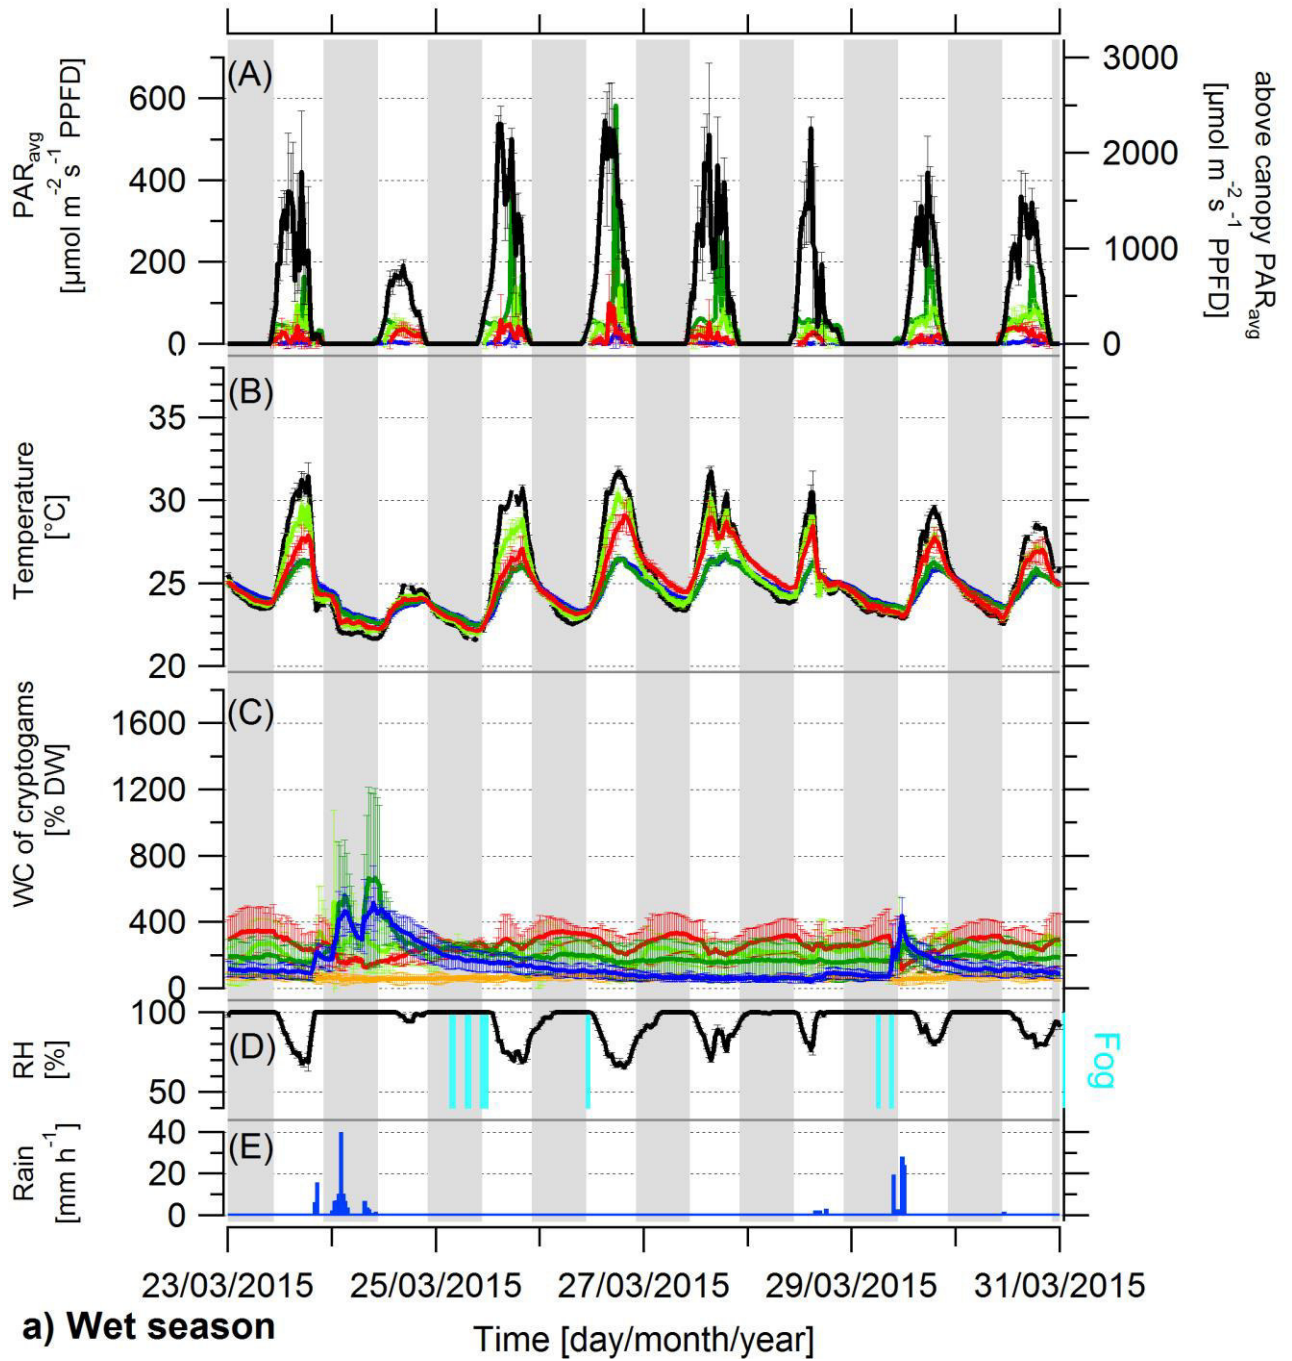 (A)
PARavg
[µmol m⁻² s⁻¹ PPFD]
600
400
200
0
3000
2000
1000
0
above canopy PARavg
[µmol m⁻² s⁻¹ PPFD]
(B)
Temperature
[°C]
35
30
25
20
(C)
WC of cryptogams
[% DW]
1600
1200
800
400
0
(D)
RH
[%]
100
50
Fog
(E)
Rain
[mm h⁻¹]
40
20
0
23/03/2015 25/03/2015 27/03/2015 29/03/2015 31/03/2015
a) Wet season
Time [day/month/year]